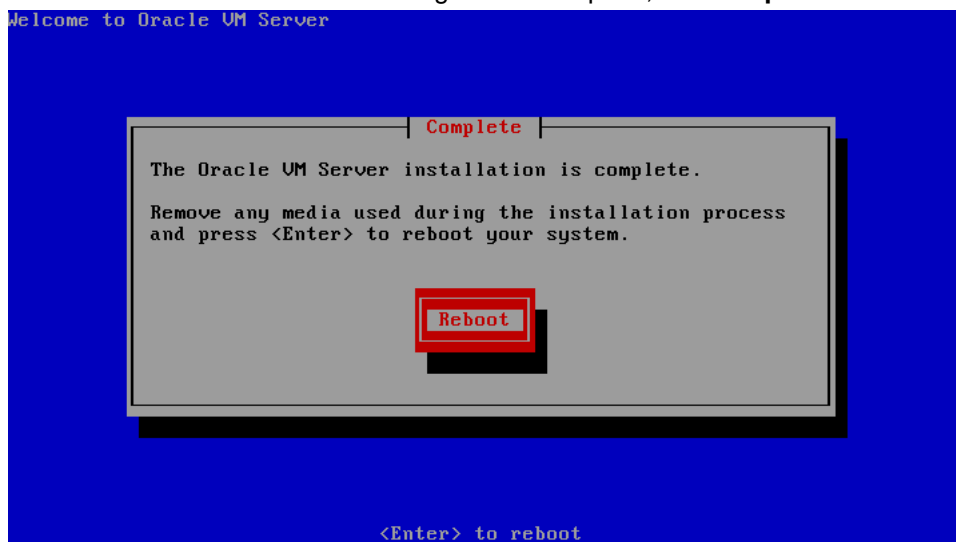 Welcome to Oracle VM Server
Complete
The Oracle VM Server installation is complete.
Remove any media used during the installation process
and press <Enter> to reboot your system.
Reboot
<Enter> to reboot